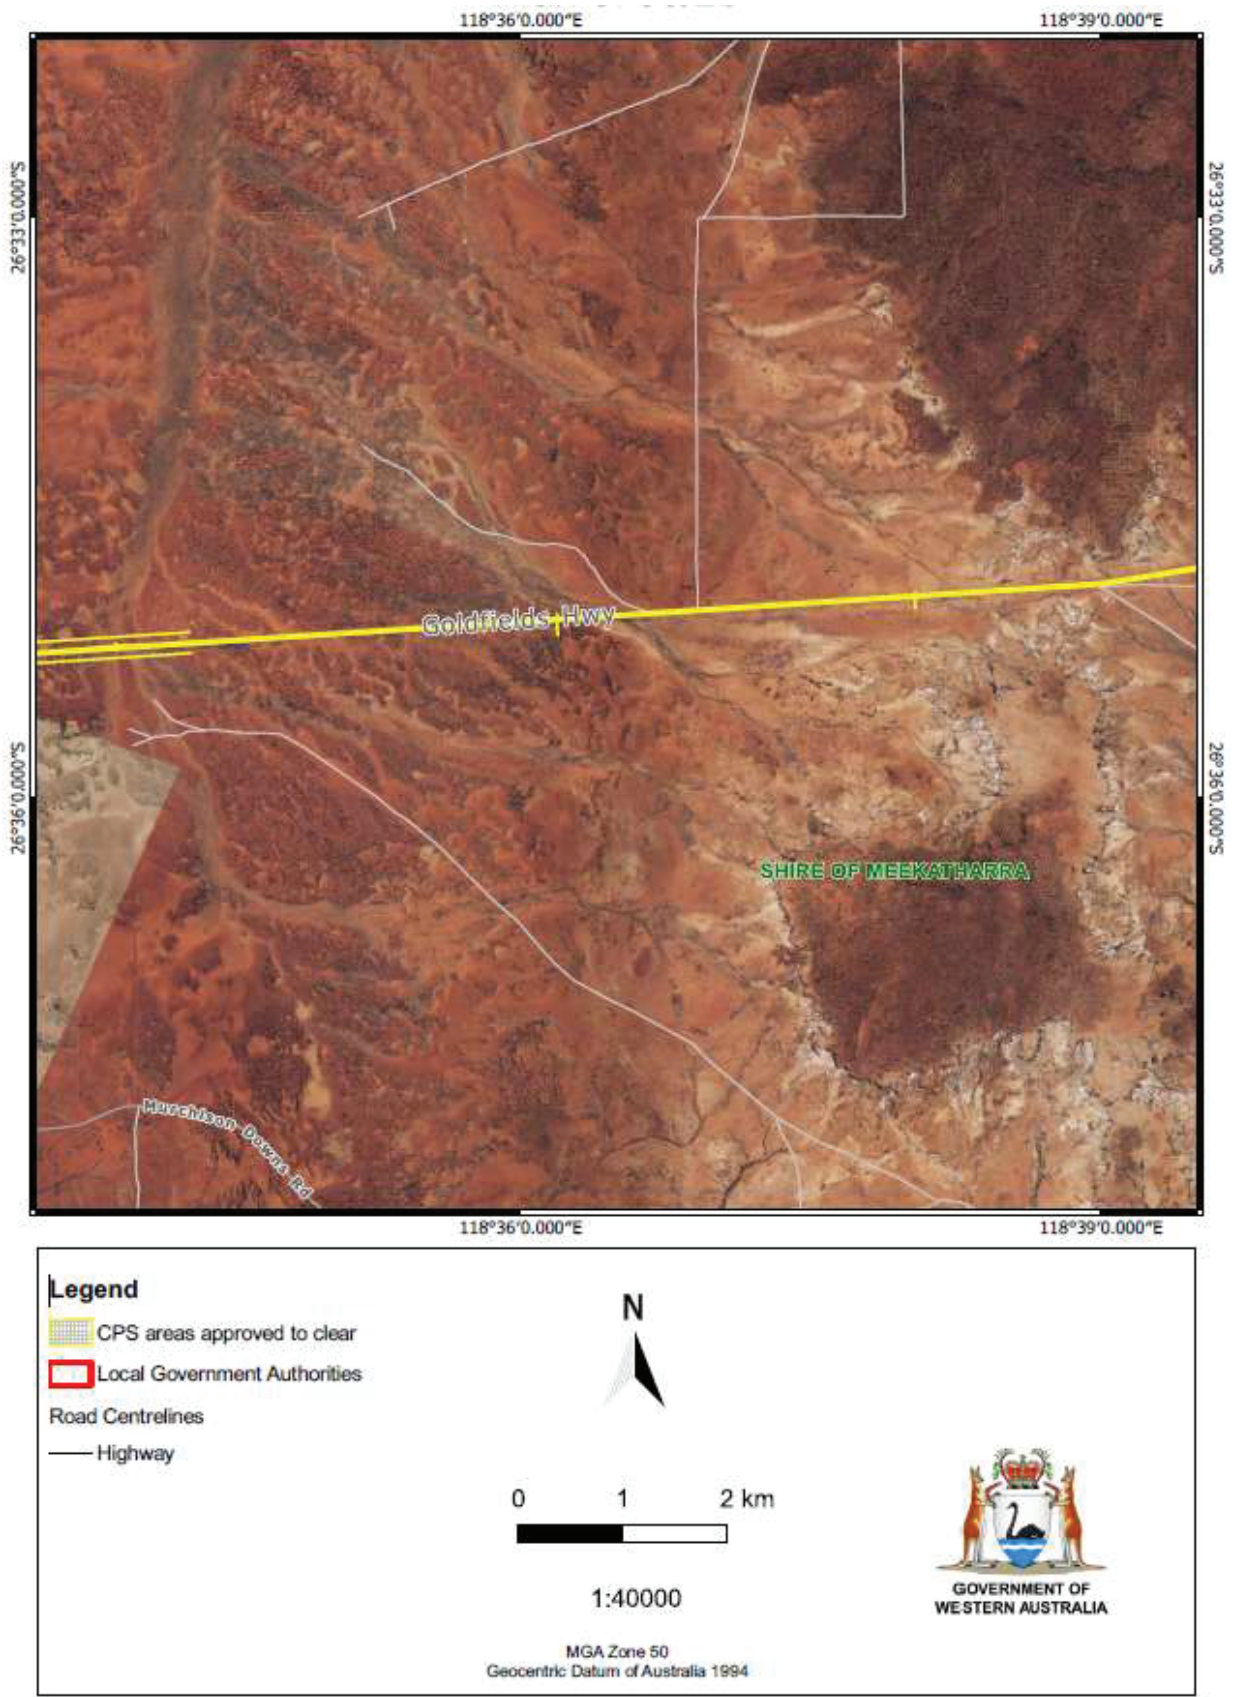 118°36'0.000"E
118°39'0.000"E
26°33'0.000"S
26°33'0.000"S
Goldfields Hwy
26°36'0.000"S
26°36'0.000"S
SHIRE OF MEEKATHARRA
Murchison Downs Rd
118°36'0.000"E
118°39'0.000"E
Legend
CPS areas approved to clear
Local Government Authorities
Road Centrelines
Highway
N
0 1 2 km
1:40000
MGA Zone 50
Geocentric Datum of Australia 1994
GOVERNMENT OF
WESTERN AUSTRALIA